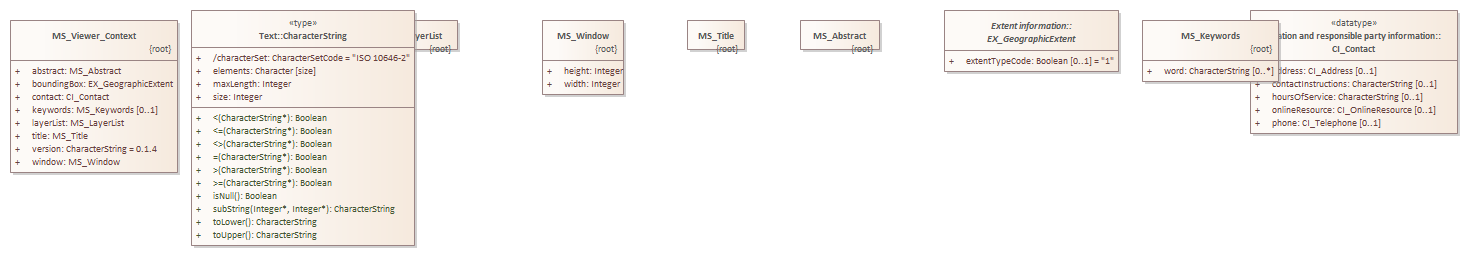 MS_Viewer_Context
{root}
+ abstract: MS_Abstract
+ boundingBox: EX_GeographicExtent
+ contact: CI_Contact
+ keywords: MS_Keywords [0..1]
+ layerList: MS_LayerList
+ title: MS_Title
+ version: CharacterString = 0.1.4
+ window: MS_Window
«type»
Text::CharacterString
+ /characterSet: CharacterSetCode = "ISO 10646-2"
+ elements: Character [size]
+ maxLength: Integer
+ size: Integer
+ <(CharacterString*): Boolean
+ <=(CharacterString*): Boolean
+ <>(CharacterString*): Boolean
+ =(CharacterString*): Boolean
+ >(CharacterString*): Boolean
+ >=(CharacterString*): Boolean
+ isNull(): Boolean
+ subString(Integer*, Integer*): CharacterString
+ toLower(): CharacterString
+ toUpper(): CharacterString
yerList
{root}
MS_Window
{root}
+ height: Integer
+ width: Integer
MS_Title
{root}
MS_Abstract
{root}
Extent information::
EX_GeographicExtent
+ extentTypeCode: Boolean [0..1] = "1"
MS_Keywords
{root}
+ word: CharacterString [0..*]
«datatype»
ation and responsible party information::
CI_Contact
ddress: CI_Address [0..1]
+ contactInstructions: CharacterString [0..1]
+ hoursOfService: CharacterString [0..1]
+ onlineResource: CI_OnlineResource [0..1]
+ phone: CI_Telephone [0..1]